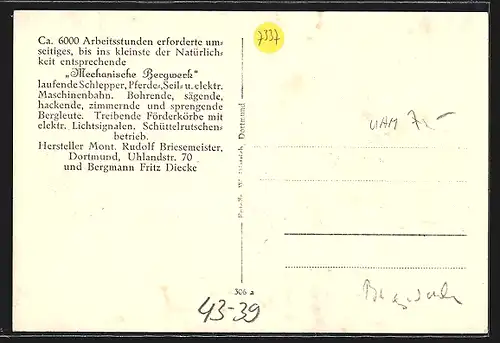 Ca. 6000 Arbeitsstunden erforderte um-
seitiges, bis ins kleinste der Natürlich-
keit entsprechende
„Mechanische Bergwerk"
laufende Schlepper, Pferde-, Seil- u. elektr.
Maschinenbahn. Bohrende, sägende,
hackende, zimmernde und sprengende
Bergleute. Treibende Förderkörbe mit
elektr. Lichtsignalen. Schüttelrutschen-
betrieb.
Hersteller Mont. Rudolf Briesemeister,
Dortmund, Uhlandstr. 70
und Bergmann Fritz Diecke
Dortmund
7337
306 a
43-39